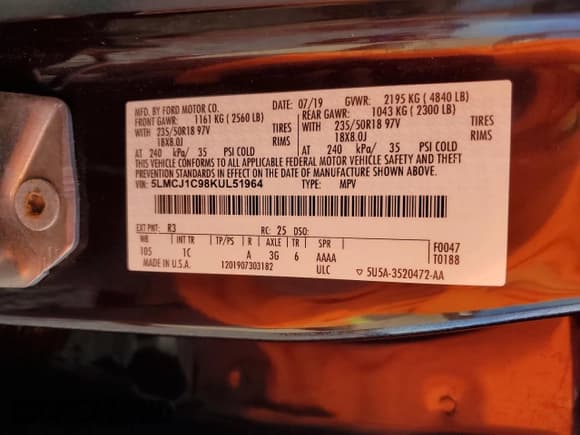 MFD. BY FORD MOTOR CO. DATE: 07/19 GVWR: 2195 KG ( 4840 LB)
FRONT GAWR: 1161 KG ( 2560 LB) REAR GAWR: 1043 KG ( 2300 LB)
WITH WITH
235/50R18 97V TIRES 235/50R18 97V TIRES
18X8.0J RIMS 18X8.0J RIMS
AT 240 kPa/ 35 PSI COLD AT 240 kPa/ 35 PSI COLD
THIS VEHICLE CONFORMS TO ALL APPLICABLE FEDERAL MOTOR VEHICLE SAFETY AND THEFT
PREVENTION STANDARDS IN EFFECT ON THE DATE OF MANUFACTURE SHOWN ABOVE.
VIN: 5LMCJ1C98KUL51964 TYPE: MPV
EXT PNT: R3 RC: 25 DSO:
WB INT TR TP/PS R AXLE TR SPR F0047
105 1C A 3G 6 AAAA T0188
MADE IN U.S.A. 1201907303182 ULC ▽ 5U5A-3520472-AA